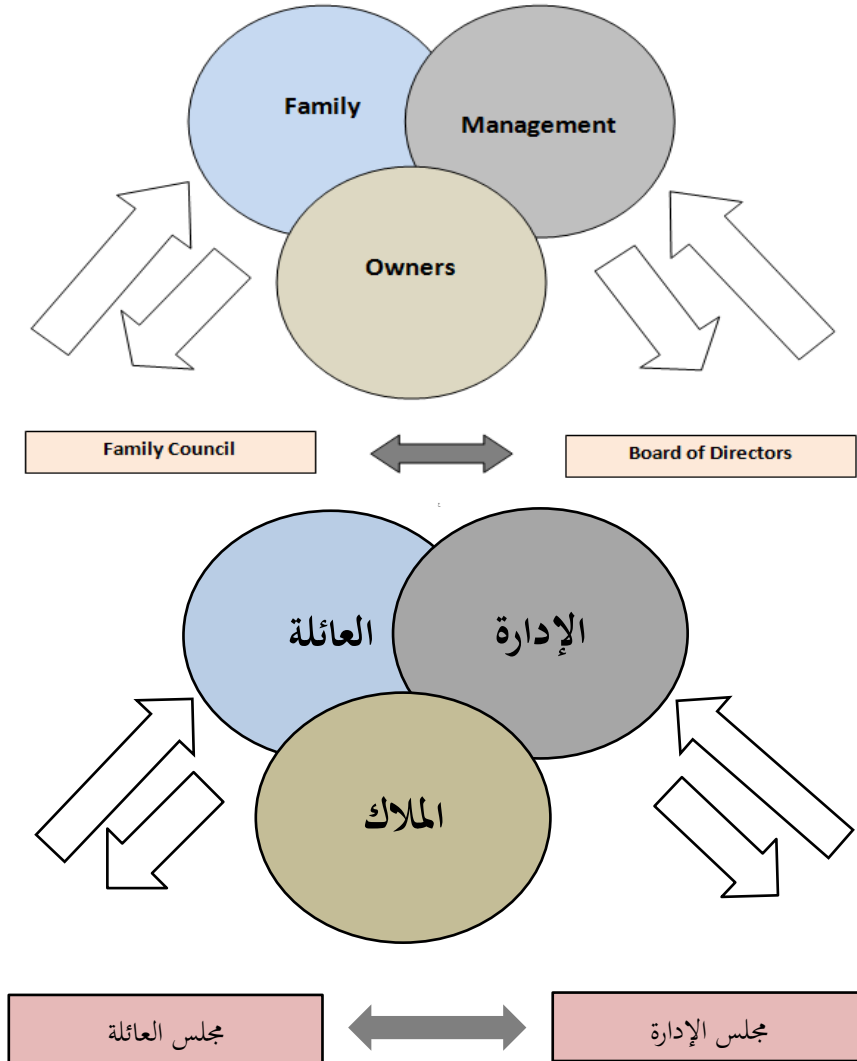 Family
Management
Owners
Family Council
Board of Directors
العائلة
الإدارة
الملاك
مجلس العائلة
مجلس الإدارة